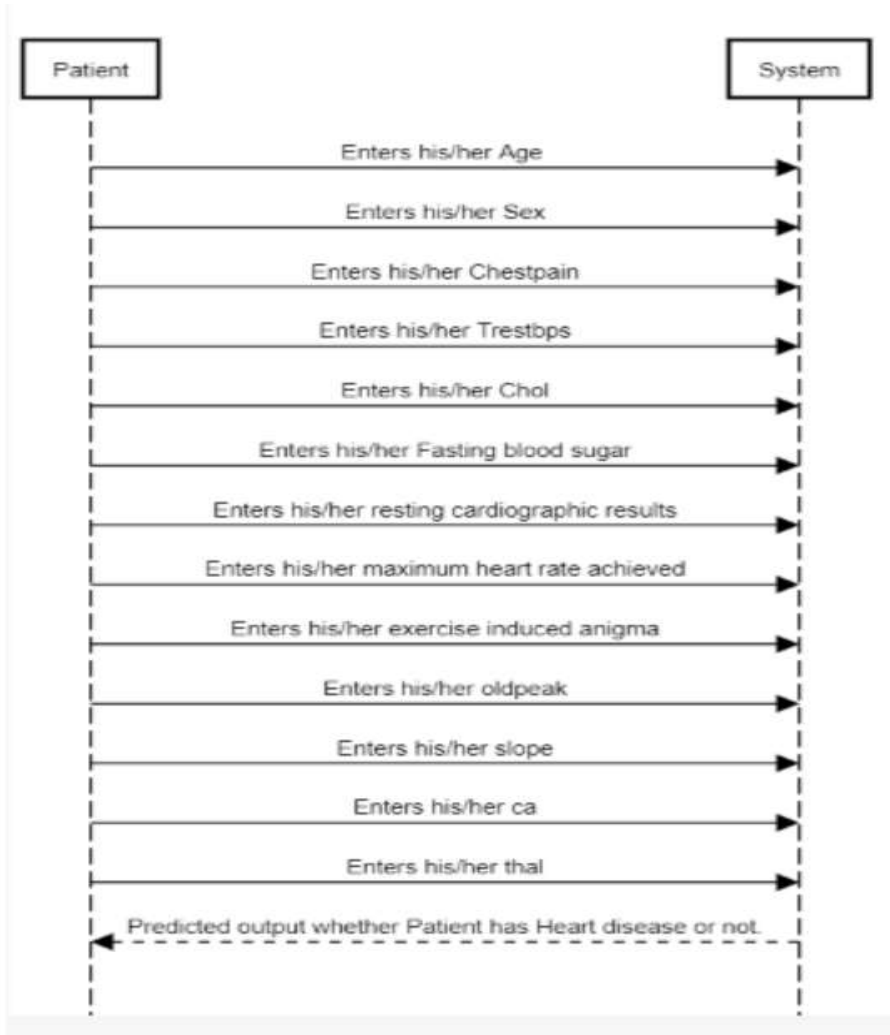 Patient
System
Enters his/her Age
Enters his/her Sex
Enters his/her Chestpain
Enters his/her Trestbps
Enters his/her Chol
Enters his/her Fasting blood sugar
Enters his/her resting cardiographic results
Enters his/her maximum heart rate achieved
Enters his/her exercise induced anigma
Enters his/her oldpeak
Enters his/her slope
Enters his/her ca
Enters his/her thal
Predicted output whether Patient has Heart disease or not.